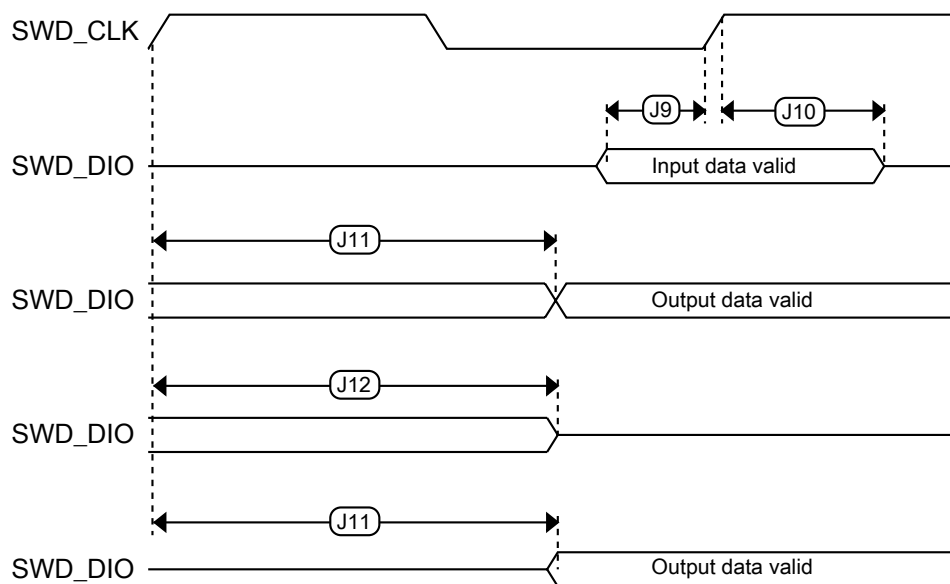 SWD_CLK
J9
J10
SWD_DIO
Input data valid
J11
SWD_DIO
Output data valid
J12
SWD_DIO
J11
SWD_DIO
Output data valid